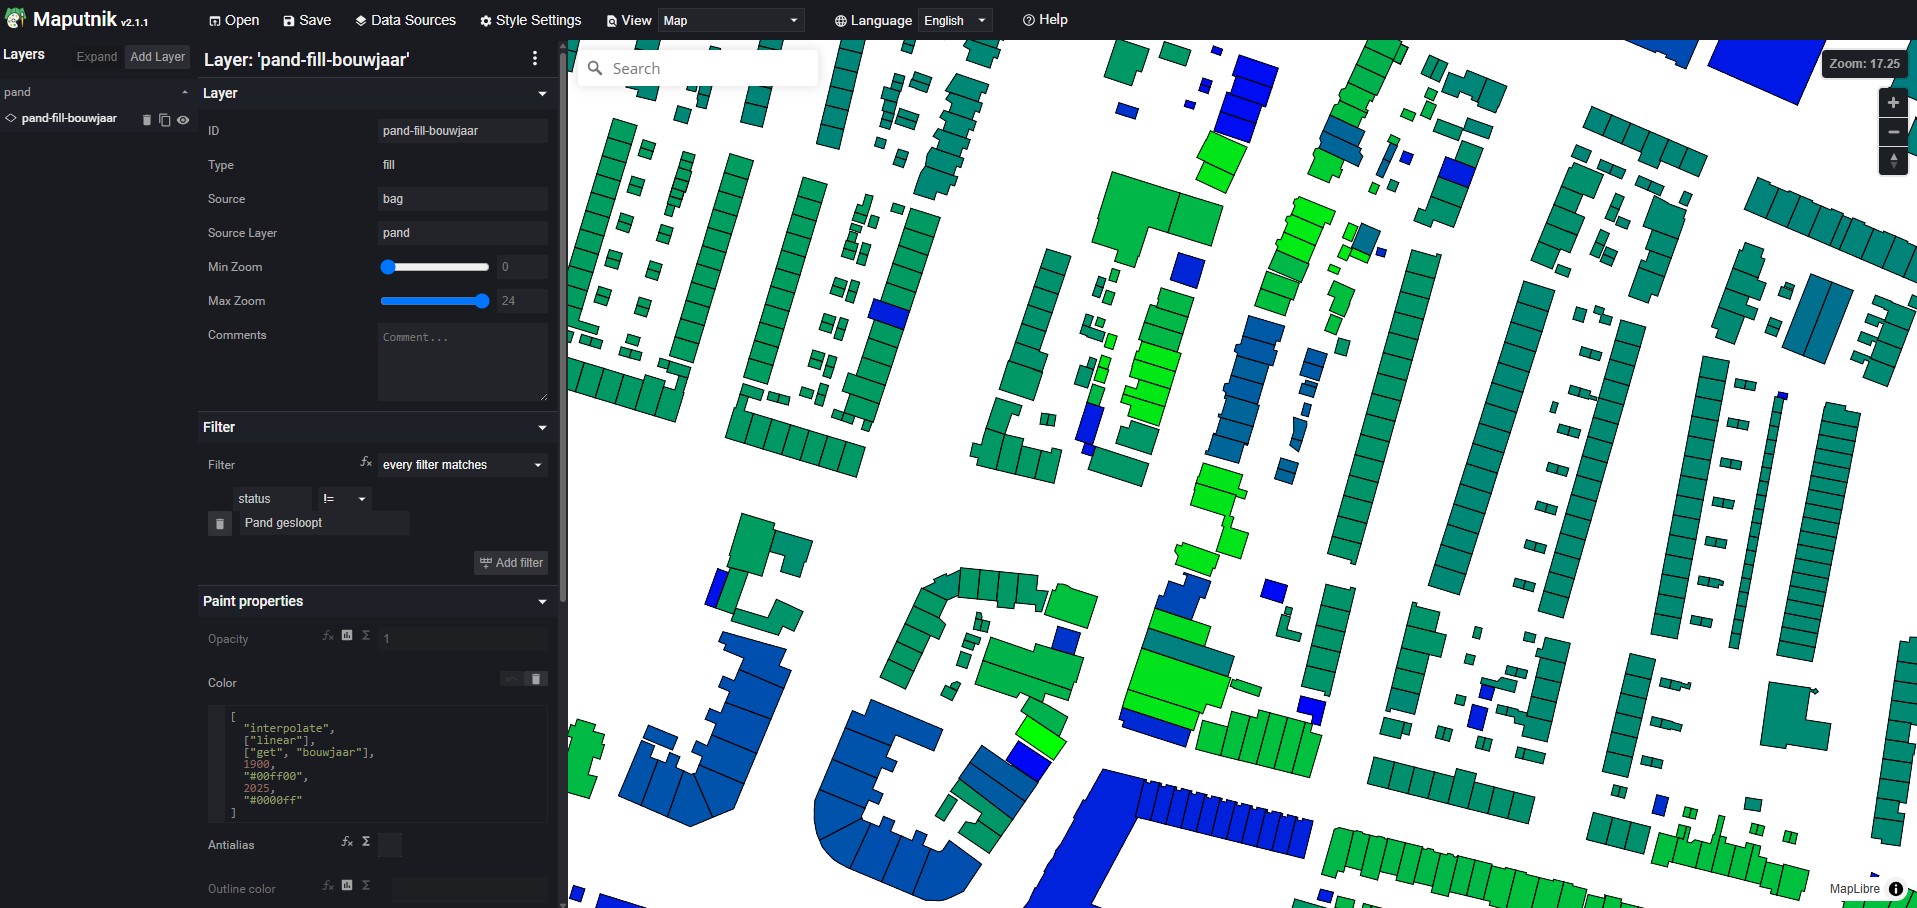 Maputnik v2.1.1
Open
Save
Data Sources
Style Settings
View
Map
Language
English
Help
Layers
Expand
Add Layer
pand
pand-fill-bouwjaar
Layer: 'pand-fill-bouwjaar'
Layer
ID
pand-fill-bouwjaar
Type
fill
Source
bag
Source Layer
pand
Min Zoom
0
Max Zoom
24
Comments
Comment...
Filter
Filter
every filter matches
status
!=
Pand gesloopt
Add filter
Paint properties
Opacity
1
Color
[
"interpolate",
["linear"],
["get", "bouwjaar"],
1900,
"#00ff00",
2025,
"#0000ff"
]
Antialias
Outline color
Search
Zoom: 17.25
MapLibre